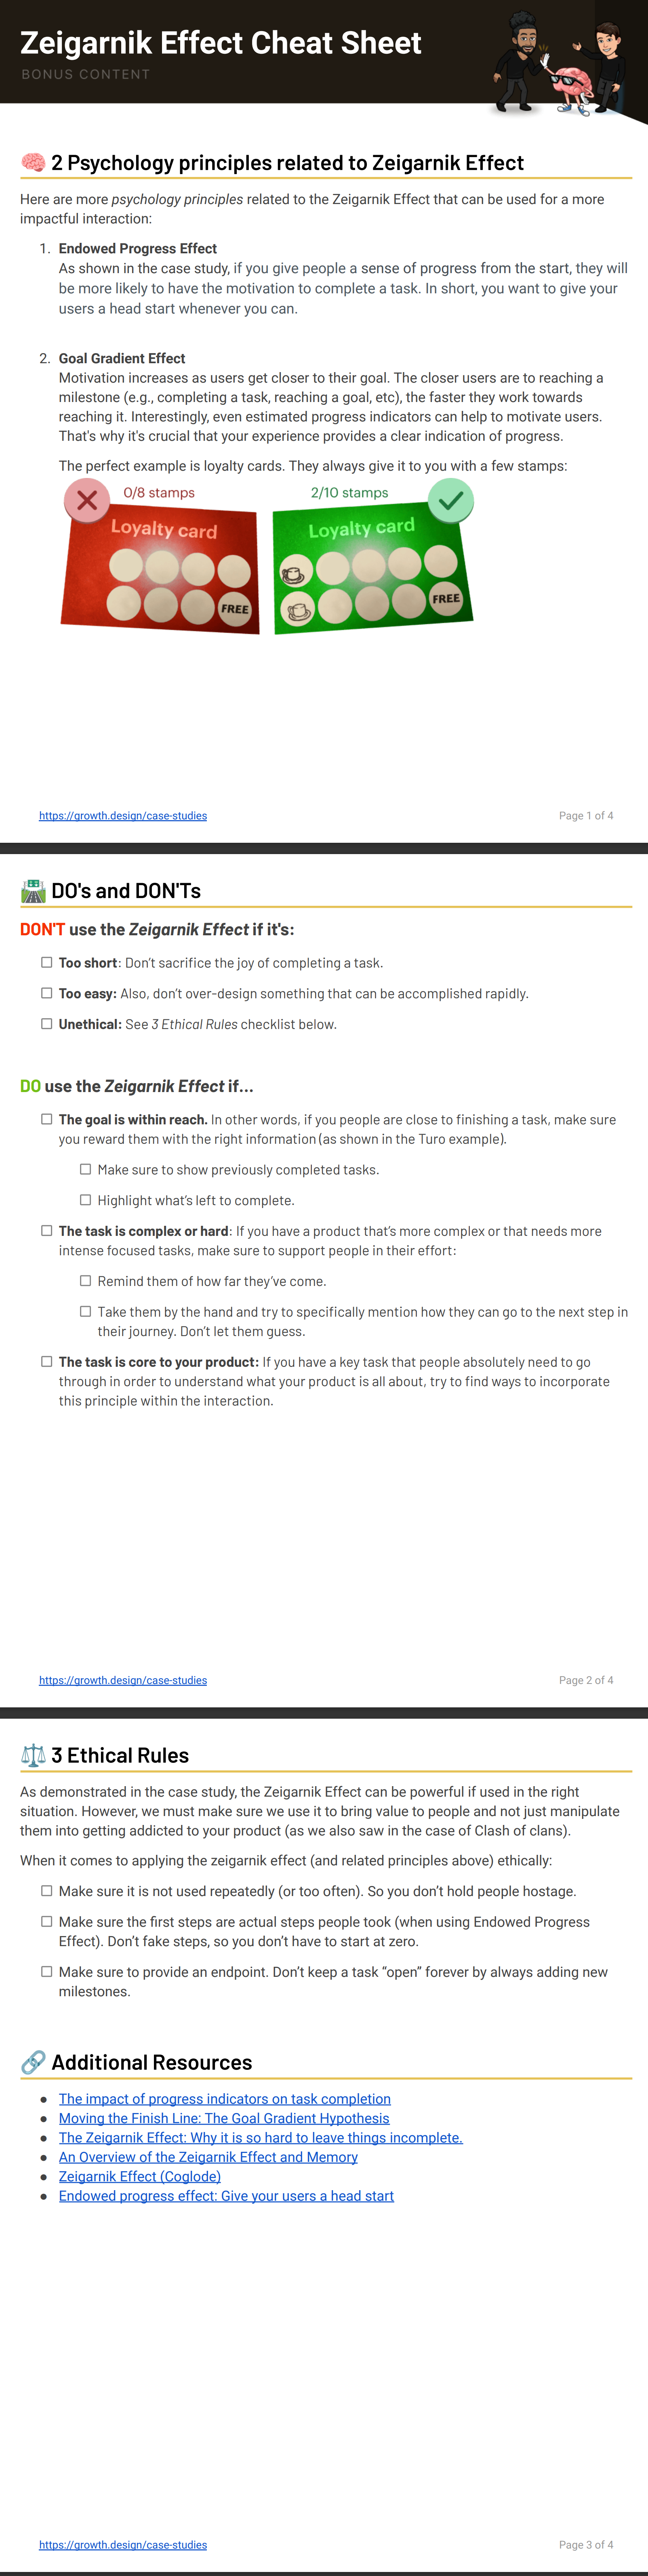 Zeigarnik Effect Cheat Sheet
BONUS CONTENT
2 Psychology principles related to Zeigarnik Effect
Here are more psychology principles related to the Zeigarnik Effect that can be used for a more
impactful interaction:
1. Endowed Progress Effect
As shown in the case study, if you give people a sense of progress from the start, they will
be more likely to have the motivation to complete a task. In short, you want to give your
users a head start whenever you can.
2. Goal Gradient Effect
Motivation increases as users get closer to their goal. The closer users are to reaching a
milestone (e.g., completing a task, reaching a goal, etc), the faster they work towards
reaching it. Interestingly, even estimated progress indicators can help to motivate users.
That's why it's crucial that your experience provides a clear indication of progress.
The perfect example is loyalty cards. They always give it to you with a few stamps:
0/8 stamps
Loyalty card
FREE
2/10 stamps
Loyalty card
FREE
https://growth.design/case-studies
Page 1 of 4
DO's and DON'Ts
DON'T use the Zeigarnik Effect if it's:
Too short: Don't sacrifice the joy of completing a task.
Too easy: Also, don't over-design something that can be accomplished rapidly.
Unethical: See 3 Ethical Rules checklist below.
DO use the Zeigarnik Effect if...
The goal is within reach. In other words, if you people are close to finishing a task, make sure
you reward them with the right information (as shown in the Turo example).
Make sure to show previously completed tasks.
Highlight what's left to complete.
The task is complex or hard: If you have a product that's more complex or that needs more
intense focused tasks, make sure to support people in their effort:
Remind them of how far they've come.
Take them by the hand and try to specifically mention how they can go to the next step in
their journey. Don't let them guess.
The task is core to your product: If you have a key task that people absolutely need to go
through in order to understand what your product is all about, try to find ways to incorporate
this principle within the interaction.
https://growth.design/case-studies
Page 2 of 4
3 Ethical Rules
As demonstrated in the case study, the Zeigarnik Effect can be powerful if used in the right
situation. However, we must make sure we use it to bring value to people and not just manipulate
them into getting addicted to your product (as we also saw in the case of Clash of clans).
When it comes to applying the zeigarnik effect (and related principles above) ethically:
Make sure it is not used repeatedly (or too often). So you don't hold people hostage.
Make sure the first steps are actual steps people took (when using Endowed Progress
Effect). Don't fake steps, so you don't have to start at zero.
Make sure to provide an endpoint. Don't keep a task "open" forever by always adding new
milestones.
Additional Resources
● The impact of progress indicators on task completion
● Moving the Finish Line: The Goal Gradient Hypothesis
● The Zeigarnik Effect: Why it is so hard to leave things incomplete.
● An Overview of the Zeigarnik Effect and Memory
● Zeigarnik Effect (Coglode)
● Endowed progress effect: Give your users a head start
https://growth.design/case-studies
Page 3 of 4